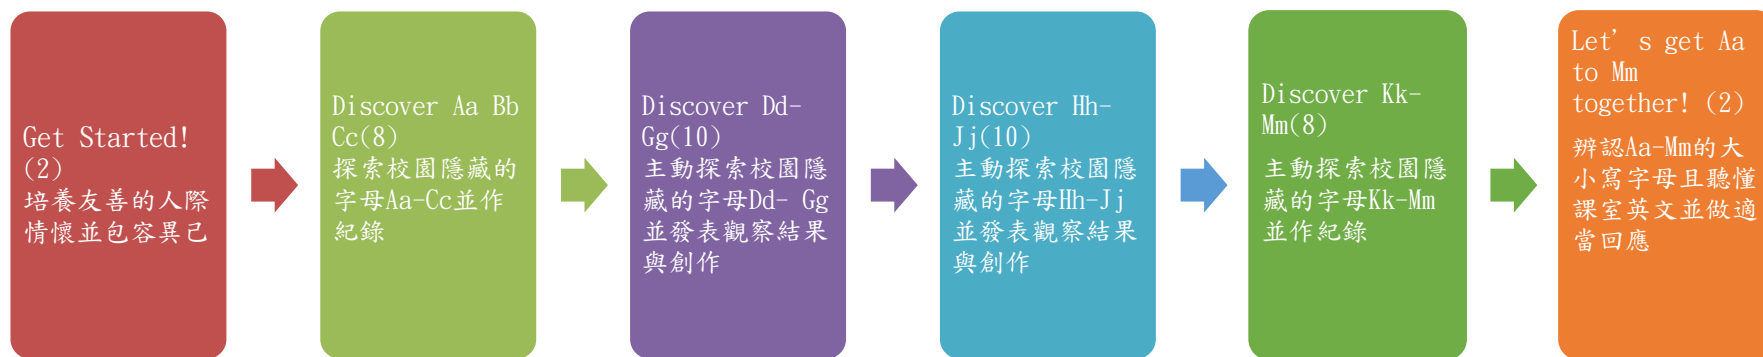 Get Started!
(2)
培養友善的人際
情懷並包容異己
Discover Aa Bb
Cc(8)
探索校園隱藏的
字母Aa-Cc並作
紀錄
Discover Dd-
Gg(10)
主動探索校園隱
藏的字母Dd- Gg
並發表觀察結果
與創作
Discover Hh-
Jj(10)
主動探索校園隱
藏的字母Hh-Jj
並發表觀察結果
與創作
Discover Kk-
Mm(8)
主動探索校園隱
藏的字母Kk-Mm
並作紀錄
Let’s get Aa
to Mm
together! (2)
辨認Aa-Mm的大
小寫字母且聽懂
課室英文並做適
當回應